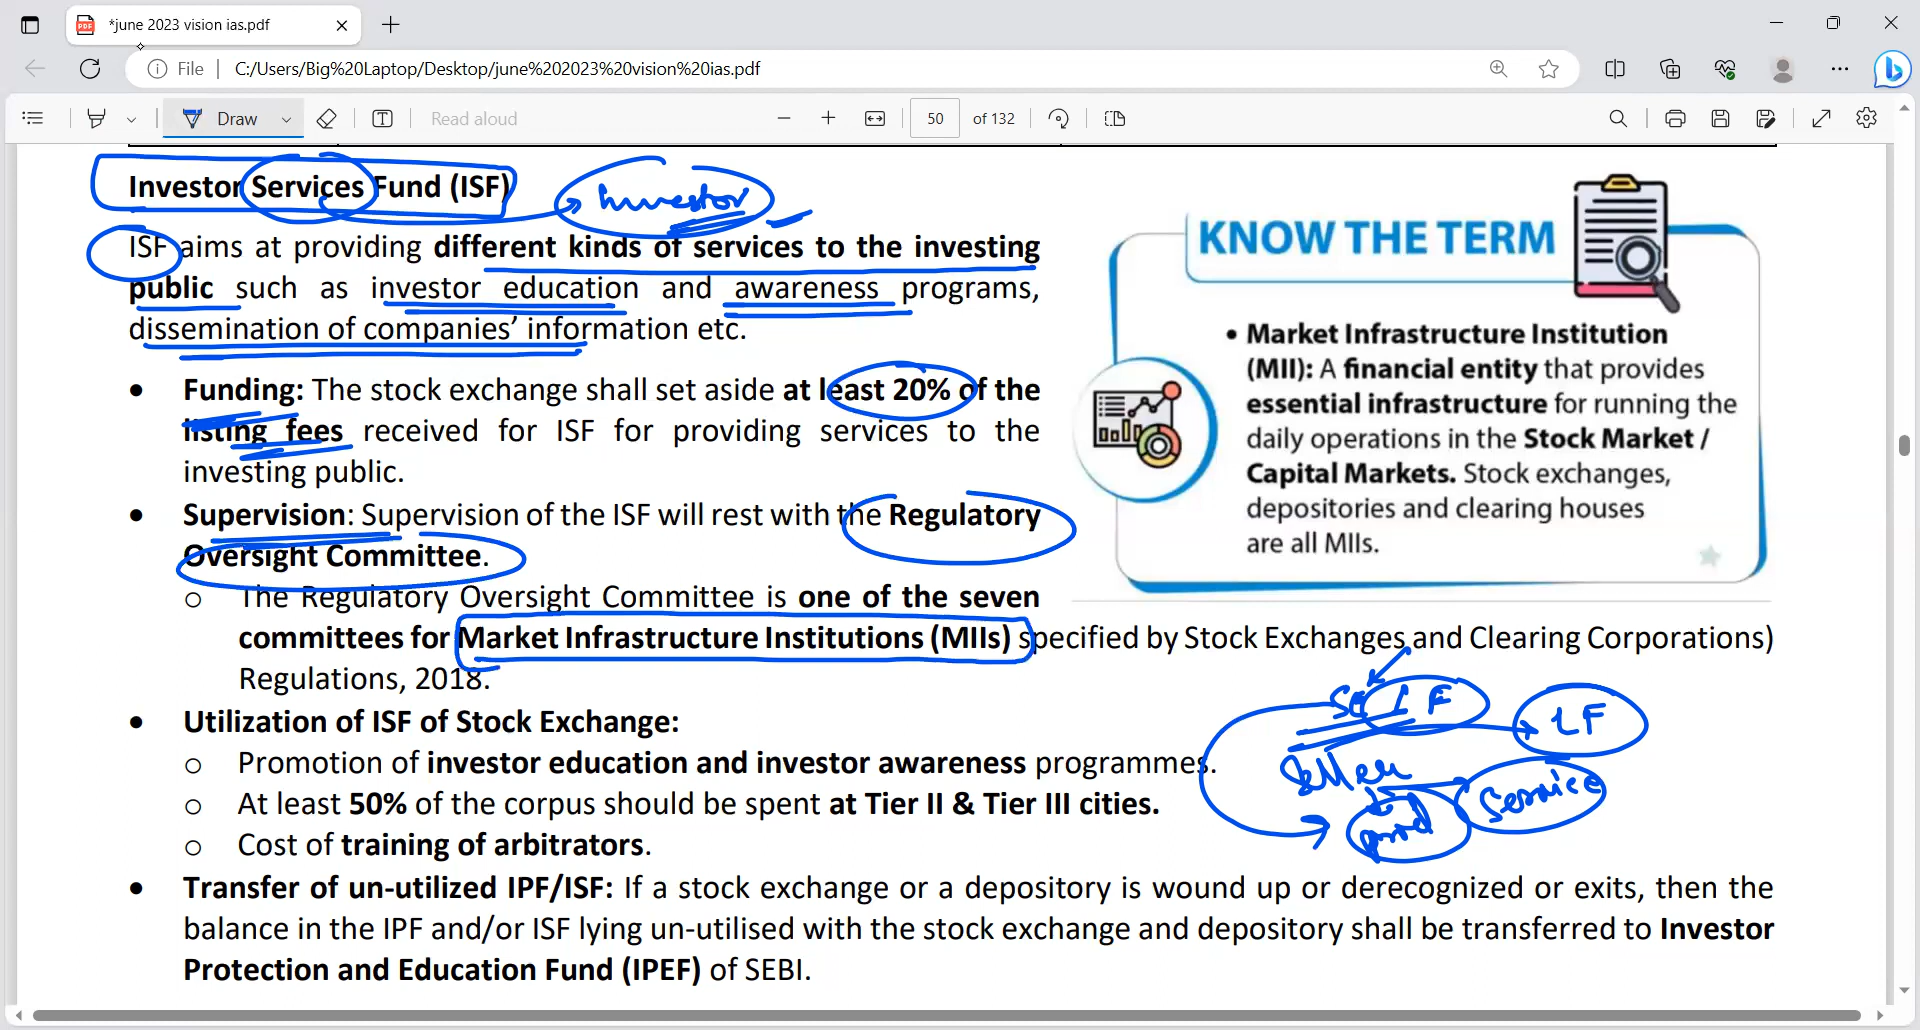 *june 2023 vision ias.pdf
File
C:/Users/Big%20Laptop/Desktop/june%202023%20vision%20ias.pdf
Draw
Read aloud
50 of 132
Investor Services Fund (ISF)
Investor
ISF aims at providing different kinds of services to the investing
public such as investor education and awareness programs,
dissemination of companies' information etc.
• Funding: The stock exchange shall set aside at least 20% of the
listing fees received for ISF for providing services to the
investing public.
• Supervision: Supervision of the ISF will rest with the Regulatory
Oversight Committee.
o The Regulatory Oversight Committee is one of the seven
committees for Market Infrastructure Institutions (MIIs) specified by Stock Exchanges and Clearing Corporations)
Regulations, 2018.
KNOW THE TERM
• Market Infrastructure Institution
(MII): A financial entity that provides
essential infrastructure for running the
daily operations in the Stock Market /
Capital Markets. Stock exchanges,
depositories and clearing houses
are all MIIs.
• Utilization of ISF of Stock Exchange:
o Promotion of investor education and investor awareness programmes.
o At least 50% of the corpus should be spent at Tier II & Tier III cities.
o Cost of training of arbitrators.
IF
Service
• Transfer of un-utilized IPF/ISF: If a stock exchange or a depository is wound up or derecognized or exits, then the
balance in the IPF and/or ISF lying un-utilised with the stock exchange and depository shall be transferred to Investor
Protection and Education Fund (IPEF) of SEBI.